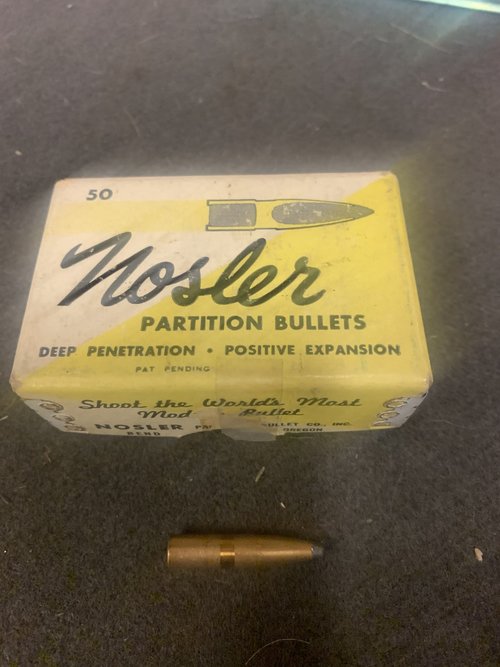 50
Nosler
PARTITION BULLETS
DEEP PENETRATION • POSITIVE EXPANSION
PAT PENDING
Shoot the World's Most
Bullet
NOSLER BULLET CO., INC.
BEND OREGON